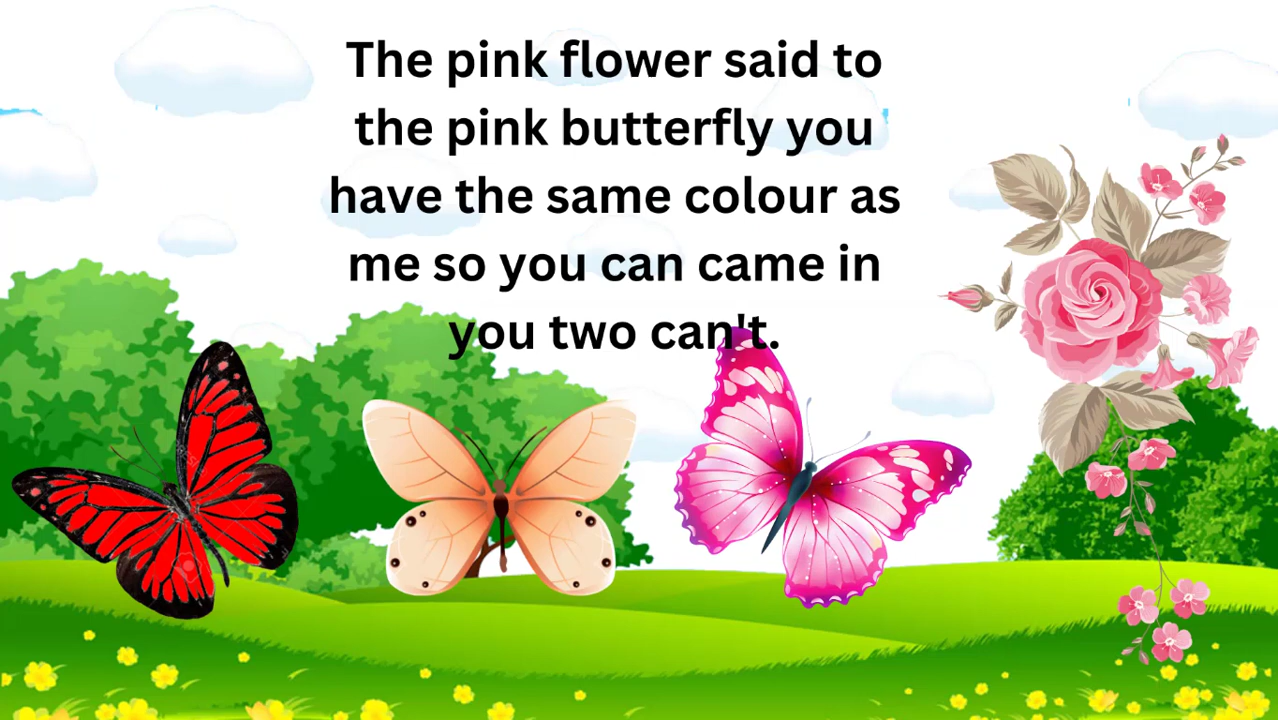 The pink flower said to
the pink butterfly you
have the same colour as
me so you can came in
you two can't.